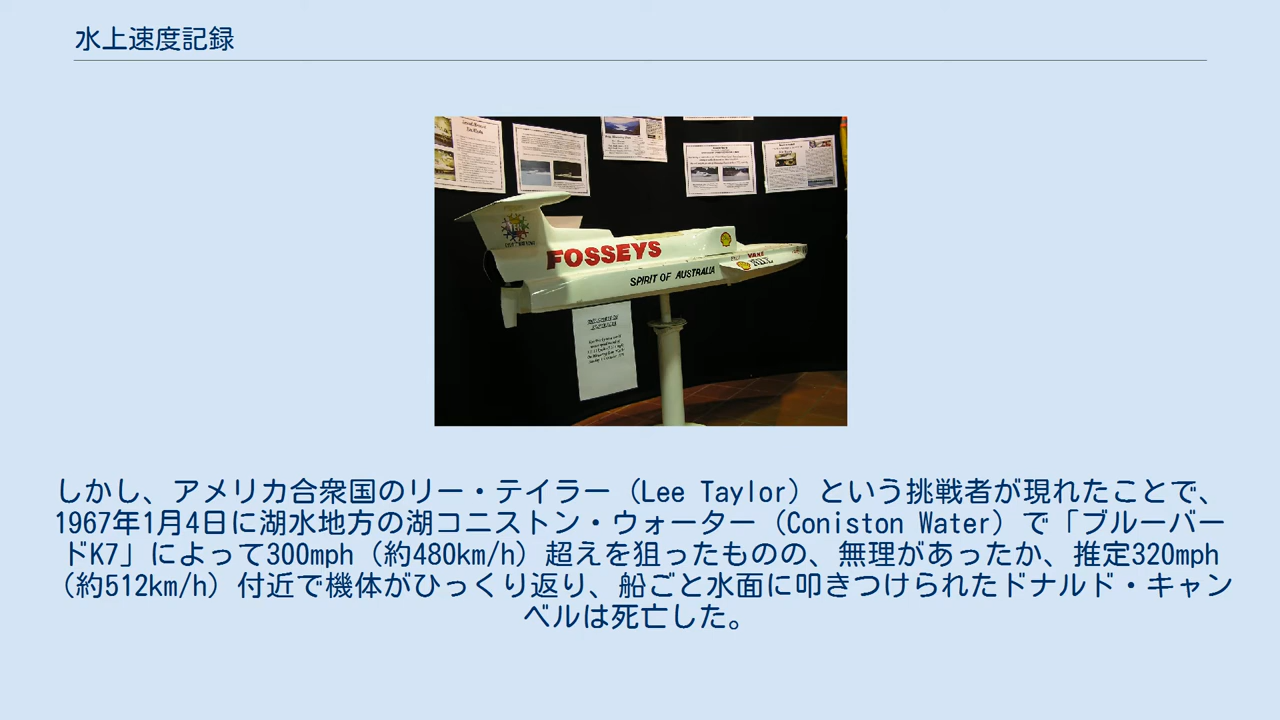 水上速度記録
FOSSEYS
SPIRIT OF AUSTRALIA
しかし、アメリカ合衆国のリー・テイラー（Lee Taylor）という挑戦者が現れたことで、
1967年1月4日に湖水地方の湖コニストン・ウォーター（Coniston Water）で「ブルーバー
ドK7」によって300mph（約480km/h）超えを狙ったものの、無理があったか、推定320mph
（約512km/h）付近で機体がひっくり返り、船ごと水面に叩きつけられたドナルド・キャン
ベルは死亡した。